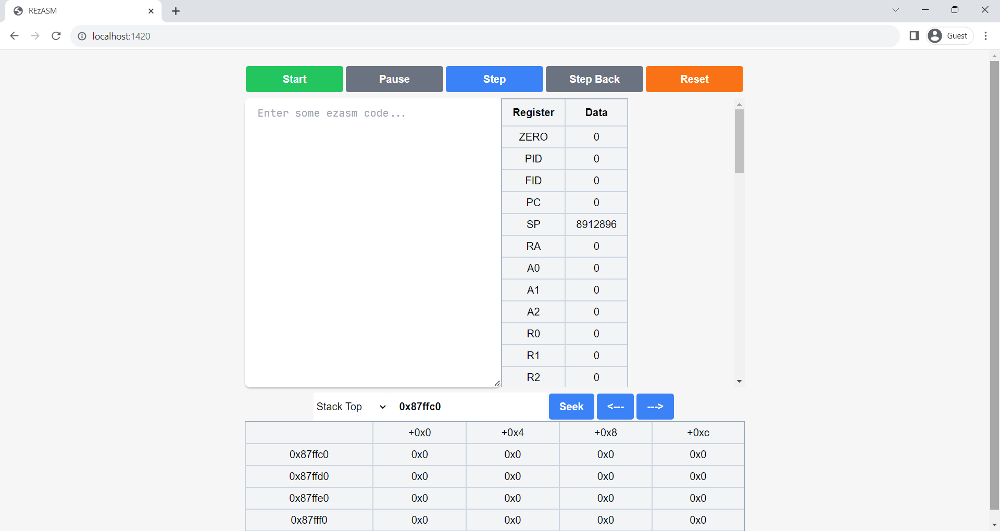 REzASM
localhost:1420
Guest
Start Pause Step Step Back Reset
Enter some ezasm code...
Register Data
ZERO 0
PID 0
FID 0
PC 0
SP 8912896
RA 0
A0 0
A1 0
A2 0
R0 0
R1 0
R2 0
Stack Top 0x87ffc0 Seek <--- --->
+0x0 +0x4 +0x8 +0xc
0x87ffc0 0x0 0x0 0x0 0x0
0x87ffd0 0x0 0x0 0x0 0x0
0x87ffe0 0x0 0x0 0x0 0x0
0x87fff0 0x0 0x0 0x0 0x0